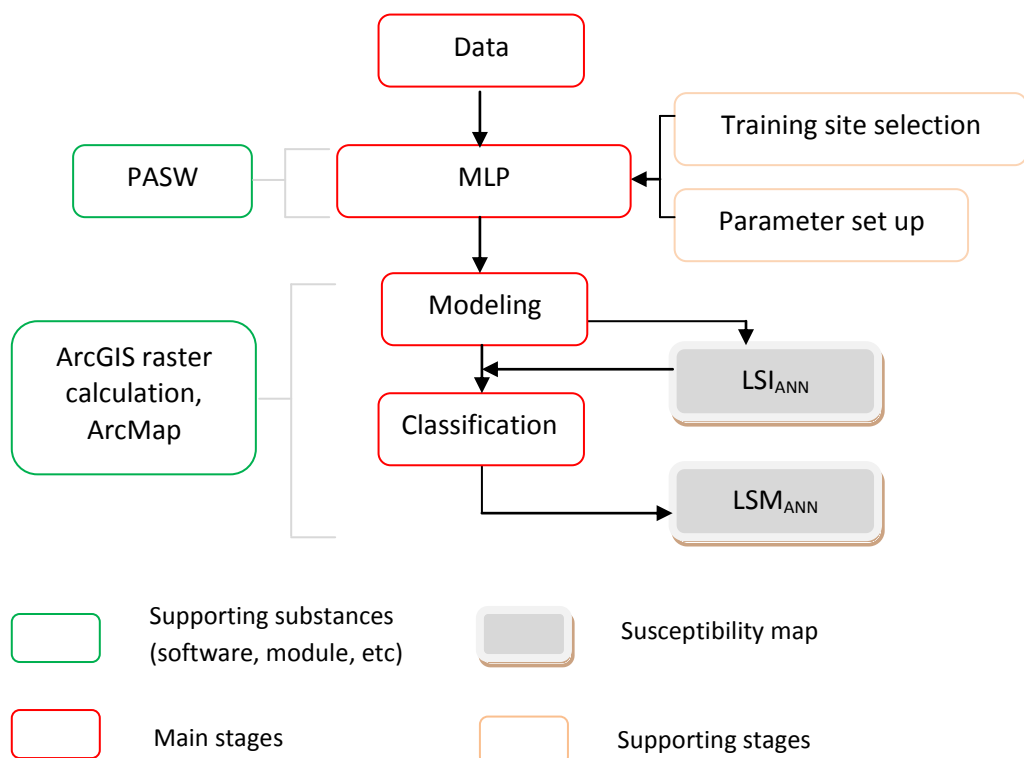 Data
Training site selection
PASW
MLP
Parameter set up
Modeling
ArcGIS raster
calculation,
ArcMap
LSIANN
Classification
LSMANN
Supporting substances
(software, module, etc)
Susceptibility map
Main stages
Supporting stages